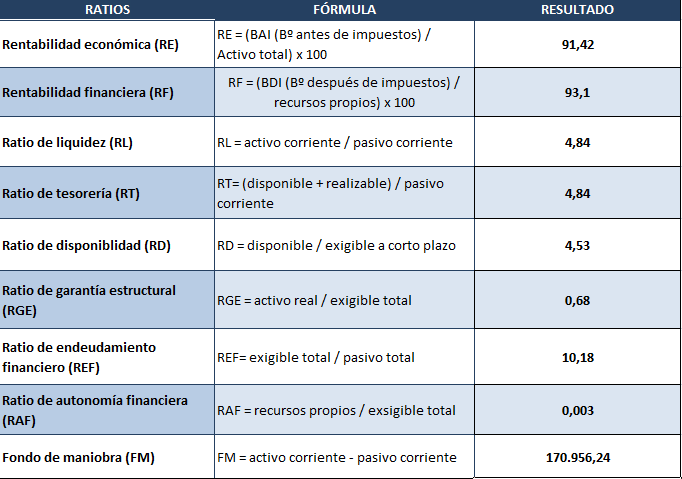 RATIOS
FÓRMULA
RESULTADO
Rentabilidad económica (RE)
RE = (BAI (Bº antes de impuestos) /
Activo total) x 100
91,42
Rentabilidad financiera (RF)
RF = (BDI (Bº después de impuestos) /
recursos propios) x 100
93,1
Ratio de liquidez (RL)
RL = activo corriente / pasivo corriente
4,84
Ratio de tesorería (RT)
RT= (disponible + realizable) / pasivo
corriente
4,84
Ratio de disponiblidad (RD)
RD = disponible / exigible a corto plazo
4,53
Ratio de garantía estructural
(RGE)
RGE = activo real / exigible total
0,68
Ratio de endeudamiento
financiero (REF)
REF= exigible total / pasivo total
10,18
Ratio de autonomía financiera
(RAF)
RAF = recursos propios / exsigible total
0,003
Fondo de maniobra (FM)
FM = activo corriente - pasivo corriente
170.956,24